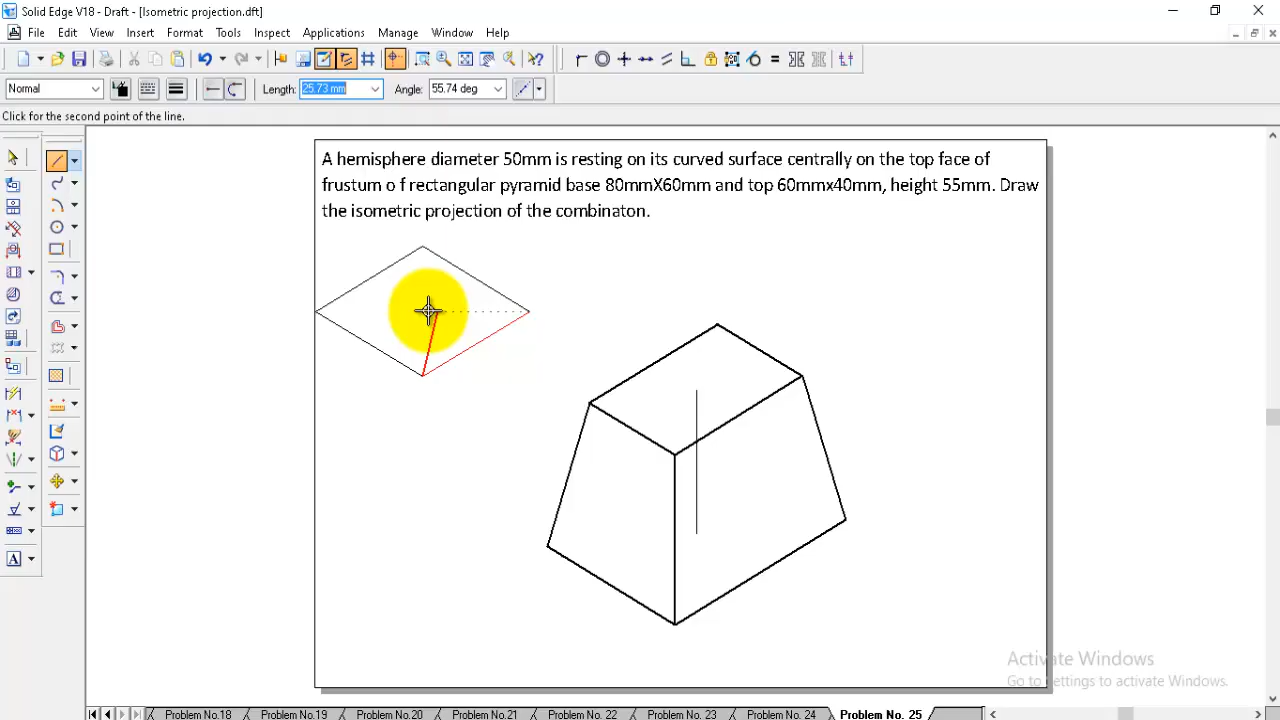 Solid Edge V18 - Draft - [Isometric projection.dft]
File Edit View Insert Format Tools Inspect Applications Manage Window Help
Normal Length: 25.73 mm Angle: 55.74 deg
Click for the second point of the line.
A hemisphere diameter 50mm is resting on its curved surface centrally on the top face of
frustum o f rectangular pyramid base 80mmX60mm and top 60mmx40mm, height 55mm. Draw
the isometric projection of the combinaton.
Activate Windows
Go to Settings to activate Windows.
Problem No.18 Problem No.19 Problem No.20 Problem No.21 Problem No. 22 Problem No. 23 Problem No. 24 Problem No. 25